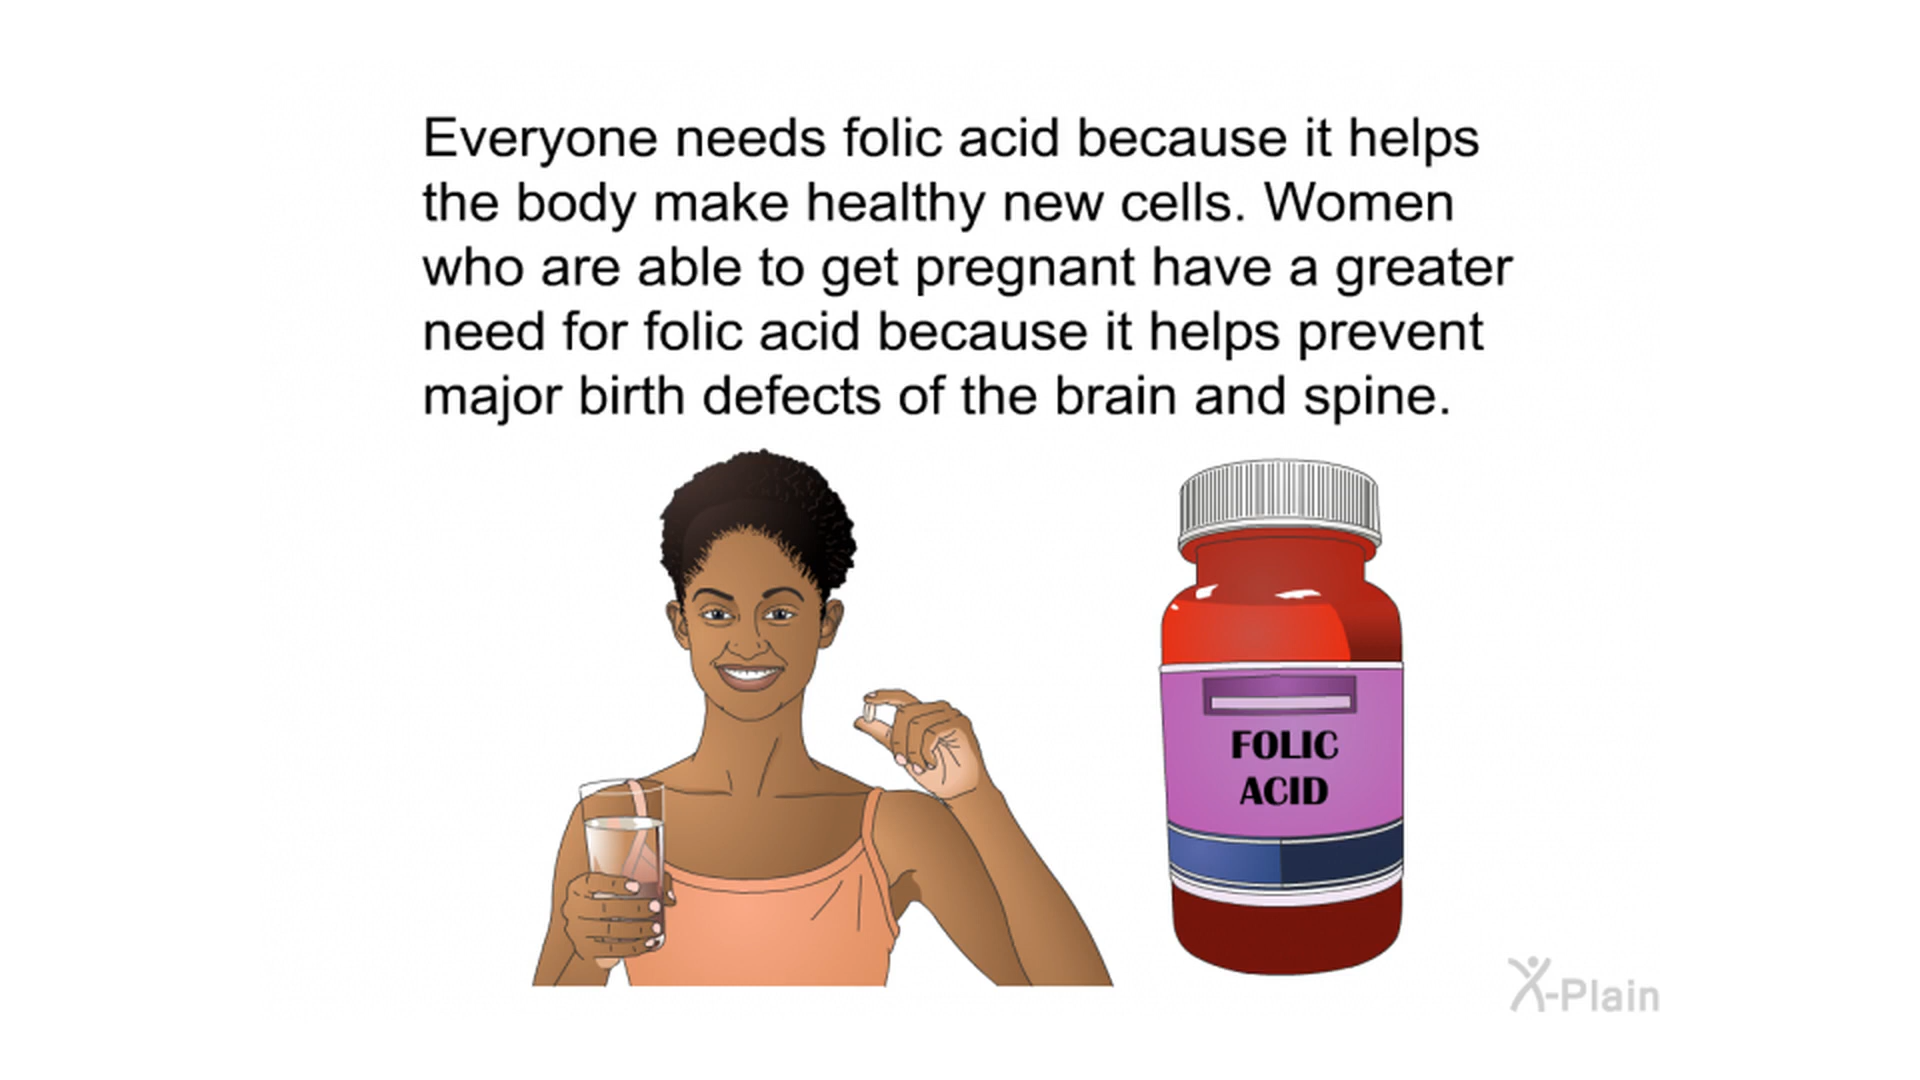 Everyone needs folic acid because it helps
the body make healthy new cells. Women
who are able to get pregnant have a greater
need for folic acid because it helps prevent
major birth defects of the brain and spine.
FOLIC
ACID
X-Plain